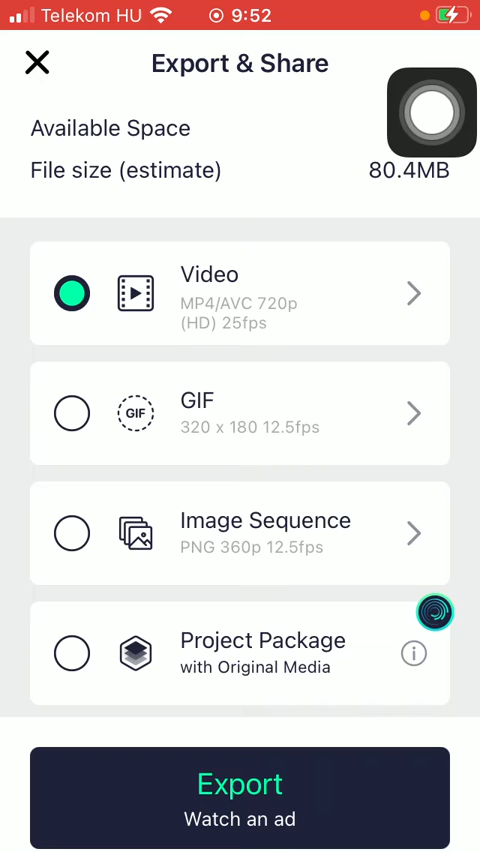 Telekom HU 9:52
Export & Share
Available Space
File size (estimate) 80.4MB
Video
MP4/AVC 720p
(HD) 25fps
GIF
GIF
320 x 180 12.5fps
Image Sequence
PNG 360p 12.5fps
Project Package
with Original Media
Export
Watch an ad